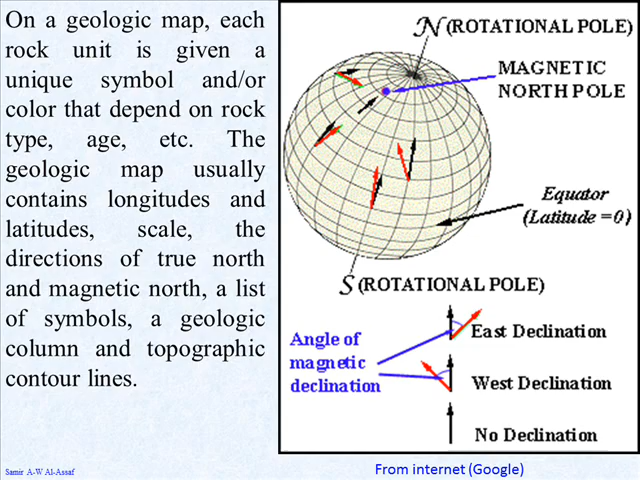 On a geologic map, each
rock unit is given a
unique symbol and/or
color that depend on rock
type, age, etc. The
geologic map usually
contains longitudes and
latitudes, scale, the
directions of true north
and magnetic north, a list
of symbols, a geologic
column and topographic
contour lines.
Samir A-W Al-Assaf
N (ROTATIONAL POLE)
MAGNETIC
NORTH POLE
Equator
(Latitude =0)
S (ROTATIONAL POLE)
Angle of
magnetic
declination
East Declination
West Declination
No Declination
From internet (Google)